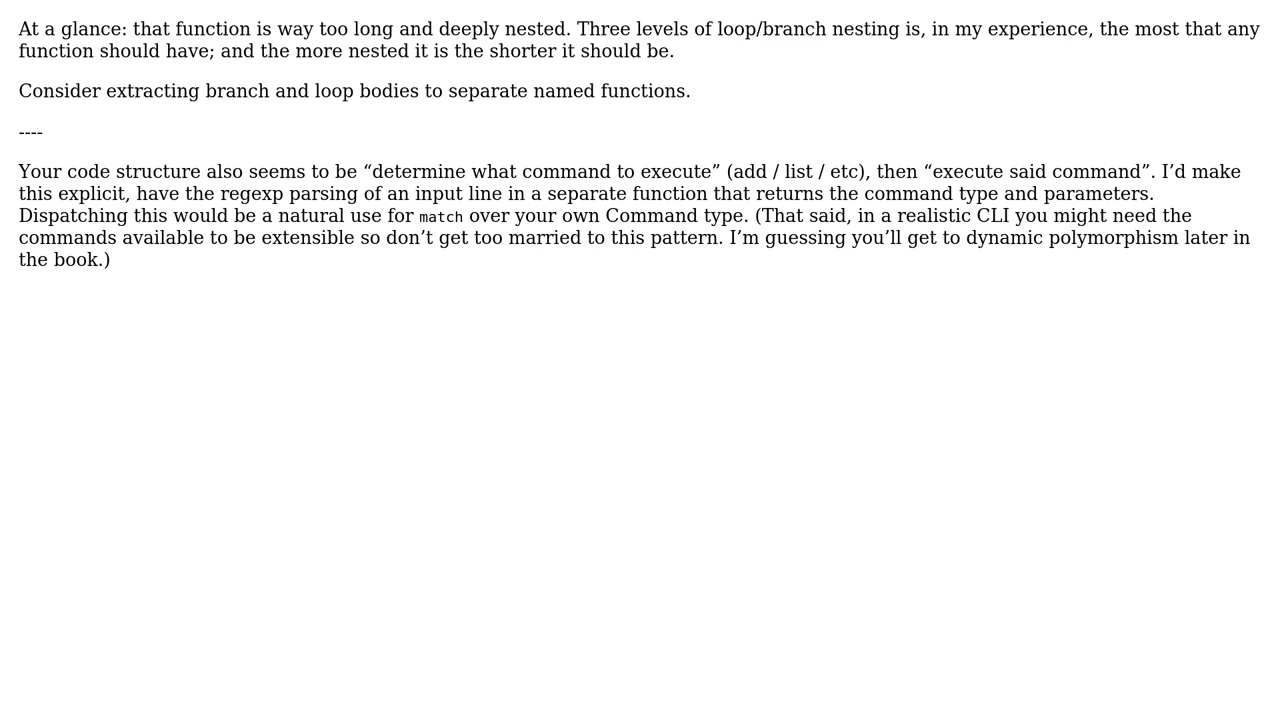 At a glance: that function is way too long and deeply nested. Three levels of loop/branch nesting is, in my experience, the most that any
function should have; and the more nested it is the shorter it should be.
Consider extracting branch and loop bodies to separate named functions.
----
Your code structure also seems to be “determine what command to execute” (add / list / etc), then “execute said command”. I’d make
this explicit, have the regexp parsing of an input line in a separate function that returns the command type and parameters.
Dispatching this would be a natural use for match over your own Command type. (That said, in a realistic CLI you might need the
commands available to be extensible so don’t get too married to this pattern. I’m guessing you’ll get to dynamic polymorphism later in
the book.)